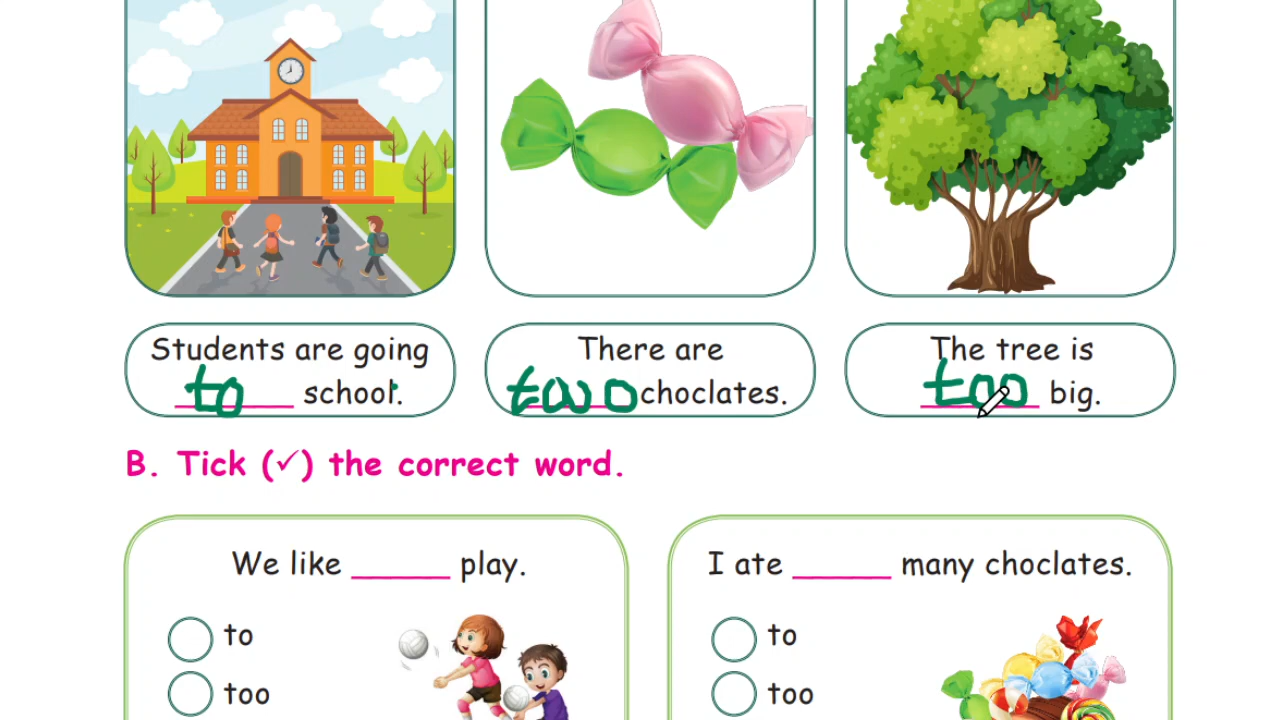 Students are going
to school.
There are
two choclates.
The tree is
too big.
B. Tick (✓) the correct word.
We like ______ play.
to
too
I ate ______ many choclates.
to
too